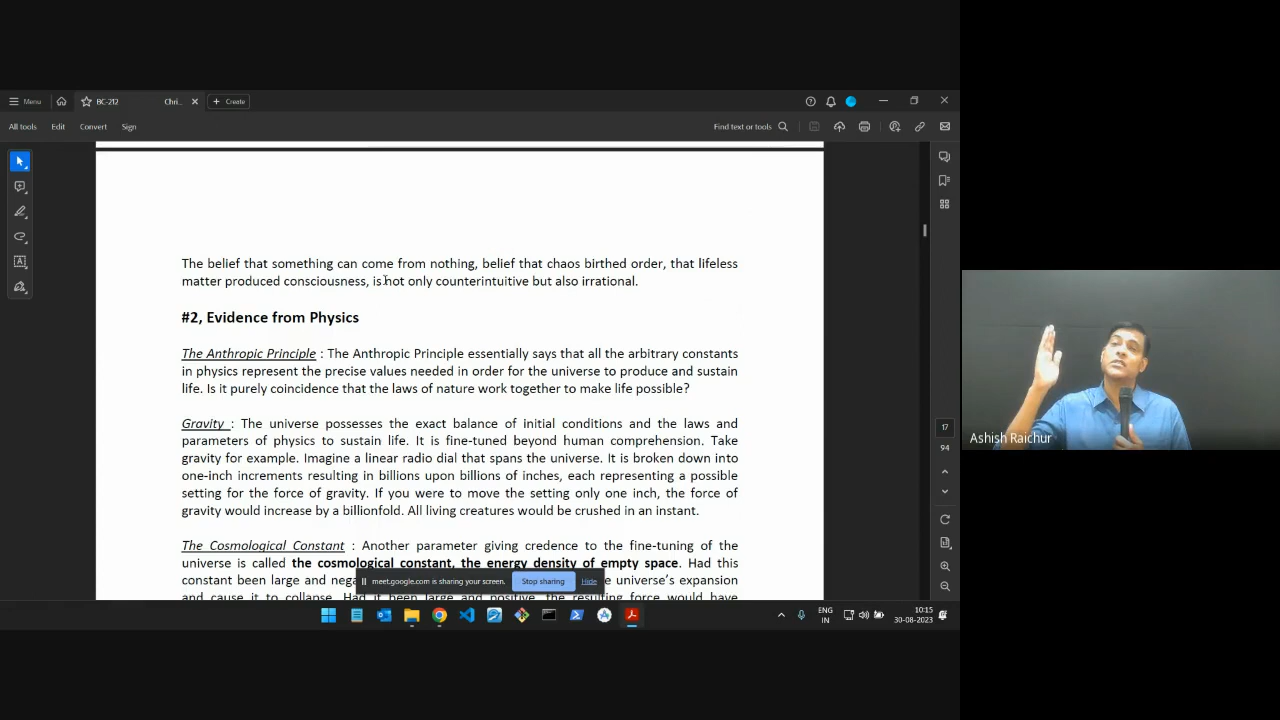 Menu
BC-212
Chri...
Create
All tools
Edit
Convert
Sign
Find text or tools
The belief that something can come from nothing, belief that chaos birthed order, that lifeless
matter produced consciousness, is not only counterintuitive but also irrational.
#2, Evidence from Physics
The Anthropic Principle : The Anthropic Principle essentially says that all the arbitrary constants
in physics represent the precise values needed in order for the universe to produce and sustain
life. Is it purely coincidence that the laws of nature work together to make life possible?
Gravity : The universe possesses the exact balance of initial conditions and the laws and
parameters of physics to sustain life. It is fine-tuned beyond human comprehension. Take
gravity for example. Imagine a linear radio dial that spans the universe. It is broken down into
one-inch increments resulting in billions upon billions of inches, each representing a possible
setting for the force of gravity. If you were to move the setting only one inch, the force of
gravity would increase by a billionfold. All living creatures would be crushed in an instant.
The Cosmological Constant : Another parameter giving credence to the fine-tuning of the
universe is called the cosmological constant, the energy density of empty space. Had this
constant been large and nega
e universe's expansion
and cause it to collapse. Had it been large and positive, the resulting force would have
meet.google.com is sharing your screen.
Stop sharing
Hide
17
94
Ashish Raichur
ENG
IN
10:15
30-08-2023